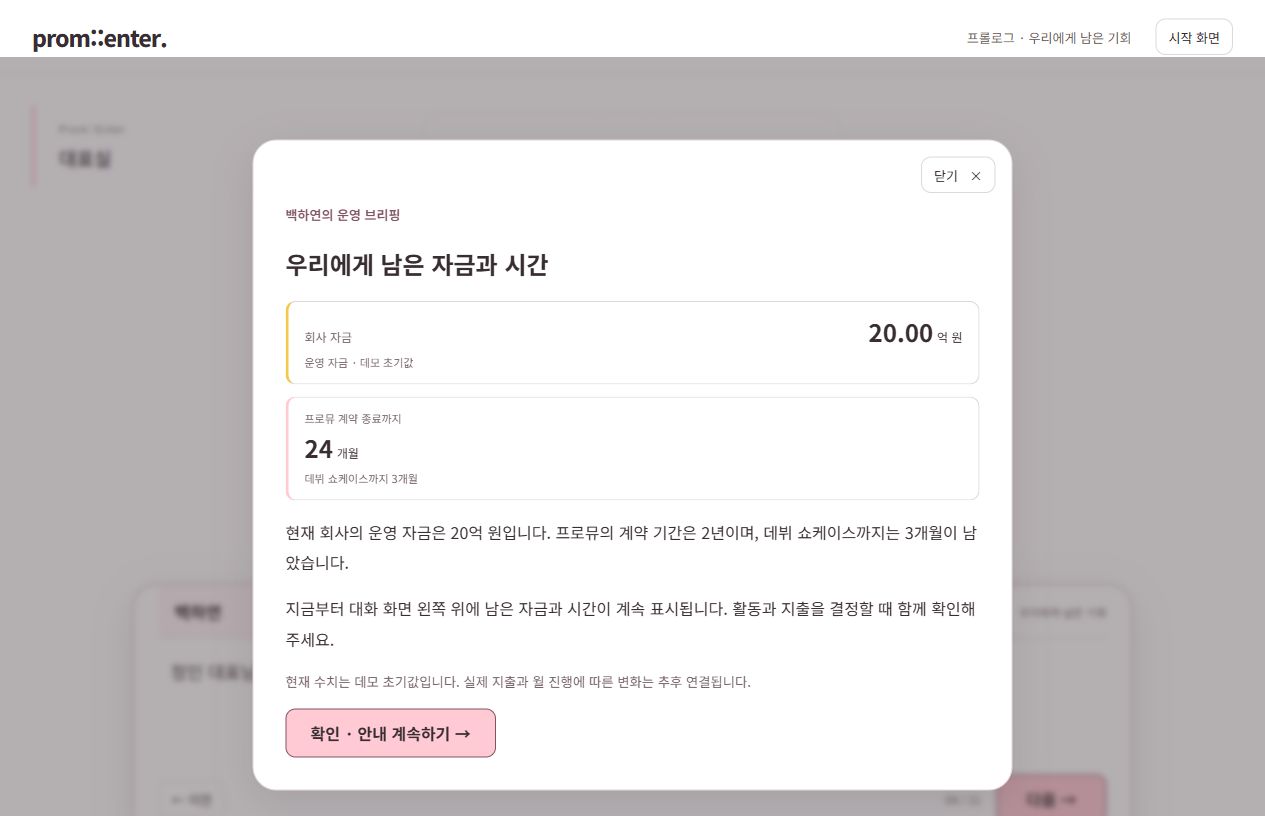 prom::enter.
프롤로그 · 우리에게 남은 기회
시작 화면
대표실
닫기 ×
백하연의 운영 브리핑
우리에게 남은 자금과 시간
회사 자금
20.00 억 원
운영 자금 · 데모 초기값
프로뮤 계약 종료까지
24 개월
데뷔 쇼케이스까지 3개월
현재 회사의 운영 자금은 20억 원입니다. 프로뮤의 계약 기간은 2년이며, 데뷔 쇼케이스까지는 3개월이 남
았습니다.
지금부터 대화 화면 왼쪽 위에 남은 자금과 시간이 계속 표시됩니다. 활동과 지출을 결정할 때 함께 확인해
주세요.
현재 수치는 데모 초기값입니다. 실제 지출과 월 진행에 따른 변화는 추후 연결됩니다.
확인 · 안내 계속하기 →
백하연
← 이전
다음 →